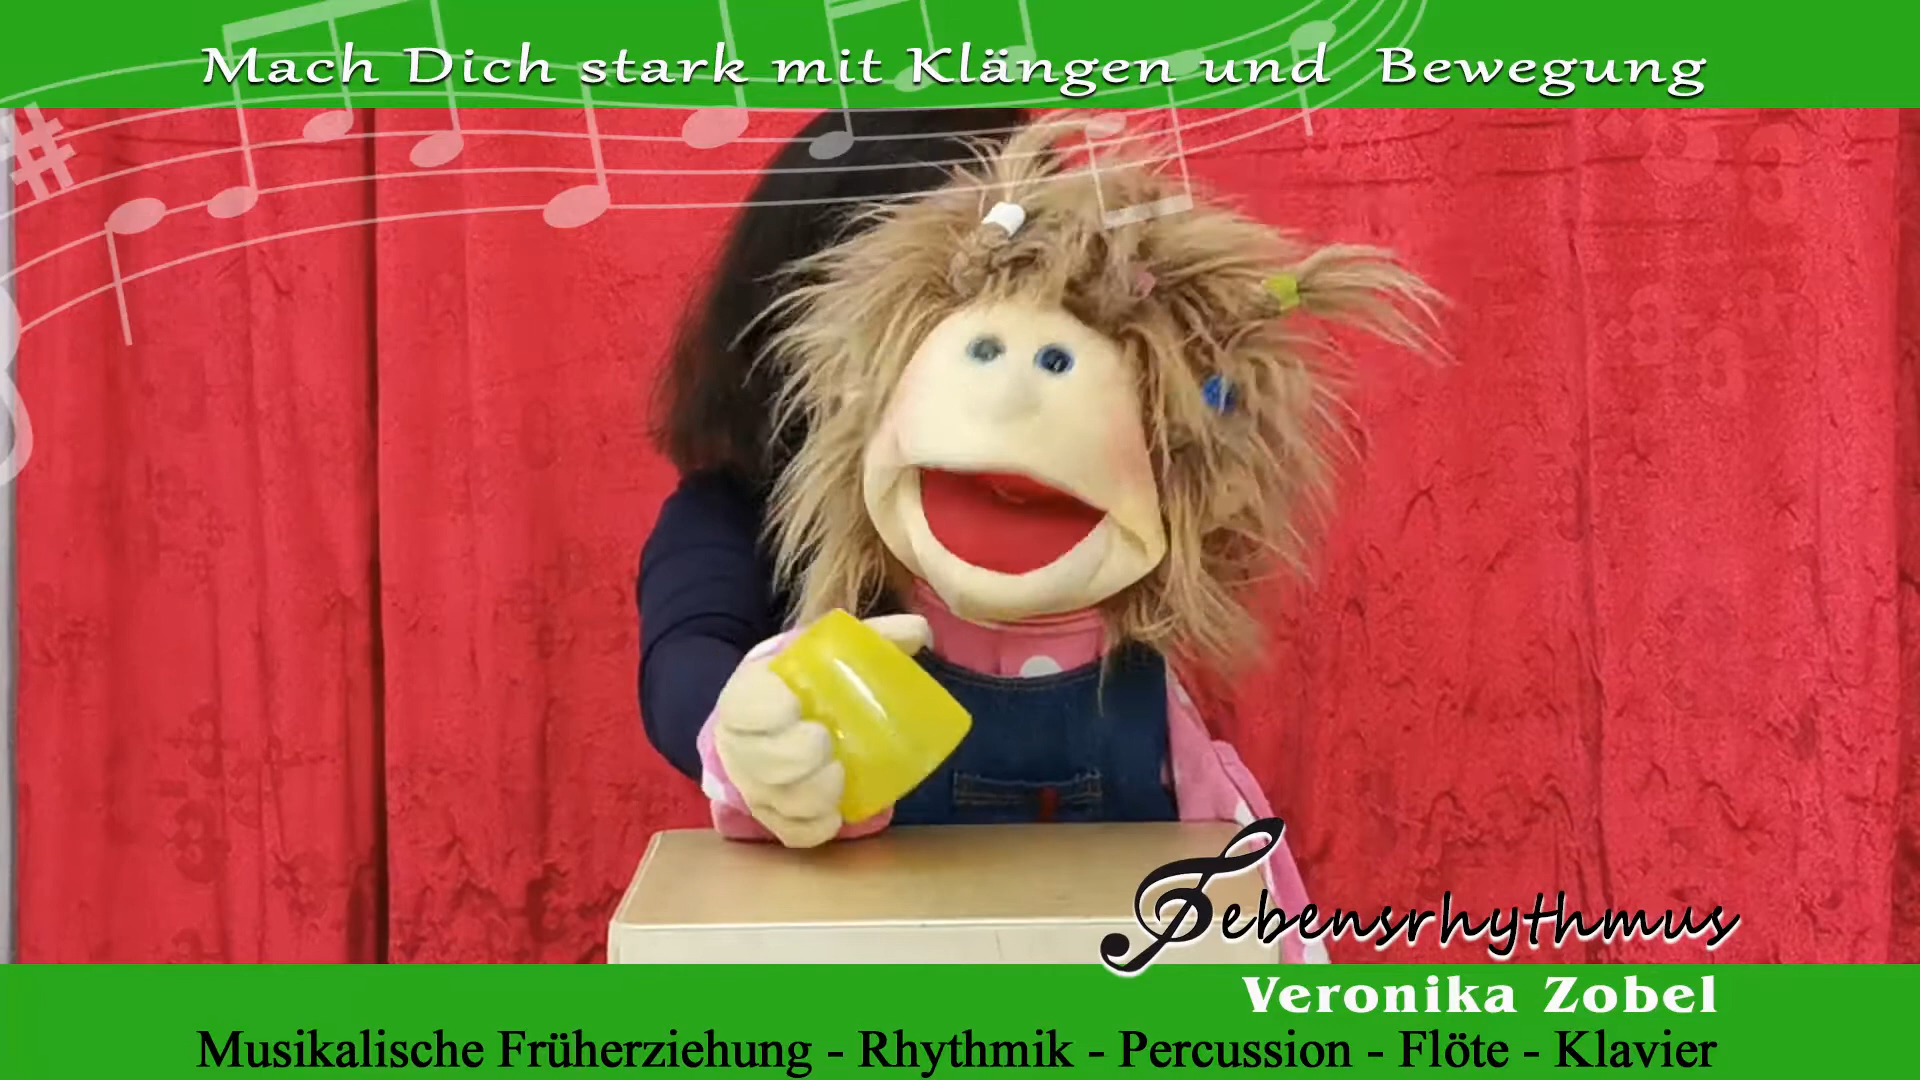 Mach Dich stark mit Klängen und Bewegung
Lebensrhythmus
Veronika Zobel
Musikalische Früherziehung - Rhythmik - Percussion - Flöte - Klavier